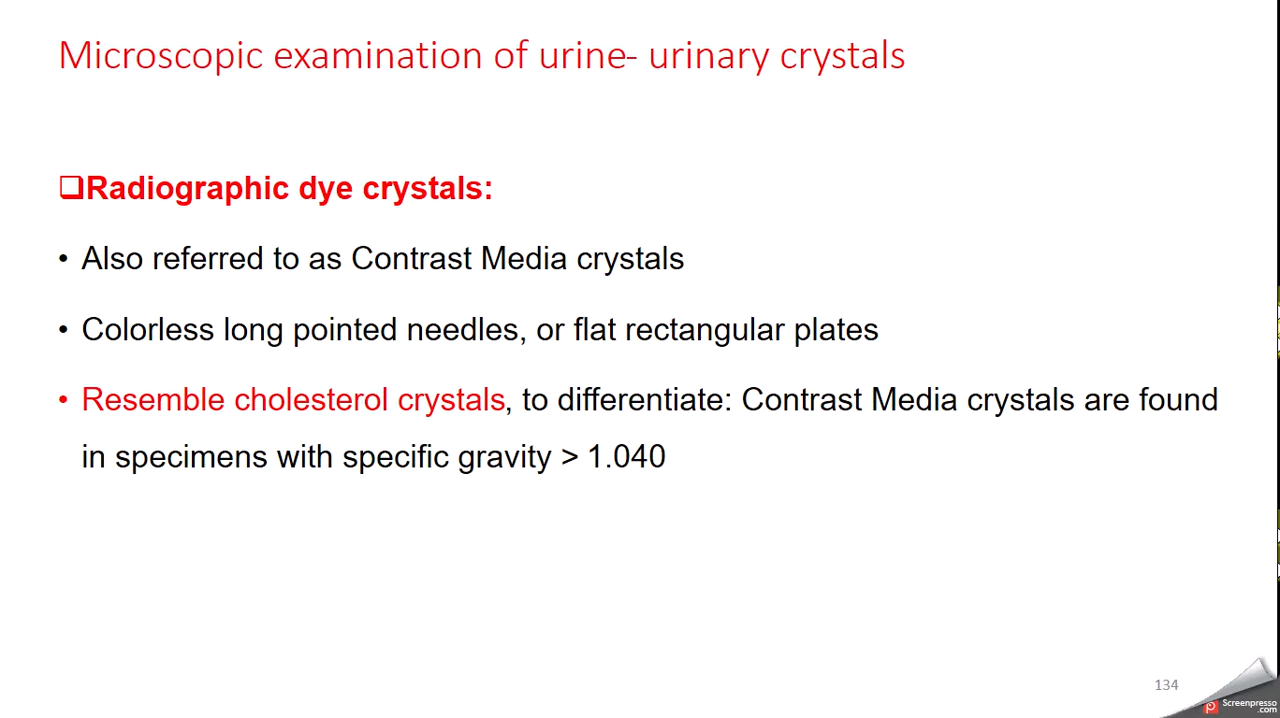 Microscopic examination of urine- urinary crystals
❑Radiographic dye crystals:
• Also referred to as Contrast Media crystals
• Colorless long pointed needles, or flat rectangular plates
• Resemble cholesterol crystals, to differentiate: Contrast Media crystals are found
in specimens with specific gravity > 1.040
134
Screenpresso
.com